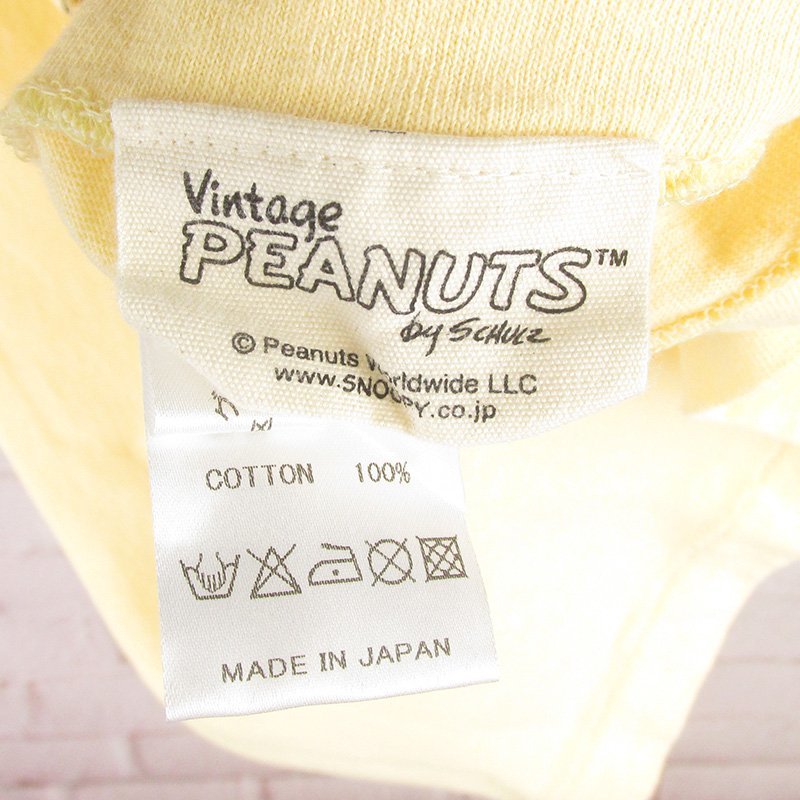 Vintage
PEANUTS™
by SCHULZ
© Peanuts Worldwide LLC
www.SNOOPY.co.jp
COTTON 100%
MADE IN JAPAN